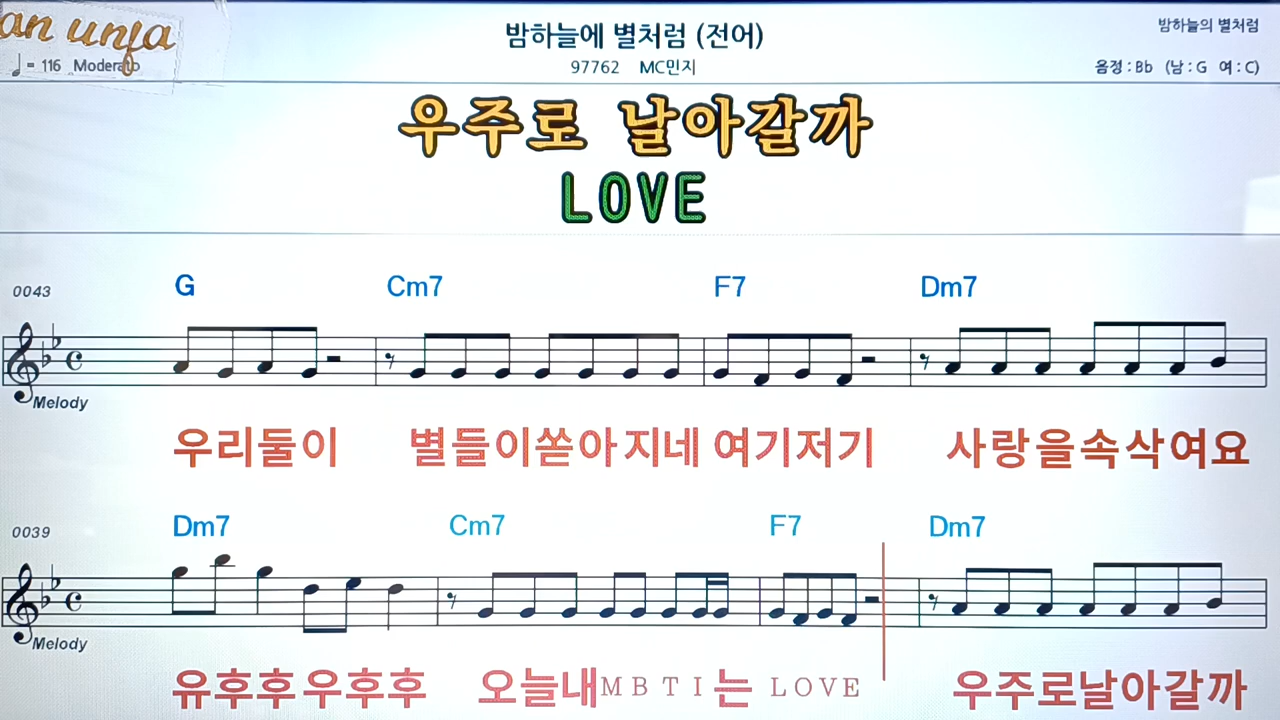 an unja
밤하늘에 별처럼 (전어)
밤하늘의 별처럼
♩ = 116 Moderato
97762 MC민지
음정 : Bb (남 : G 여 : C)
우주로 날아갈까
LOVE
0043 G Cm7 F7 Dm7
Melody
우리둘이 별들이쏟아지네 여기저기 사랑을속삭여요
0039 Dm7 Cm7 F7 Dm7
Melody
유후후우후후 오늘내MBTI는 LOVE 우주로날아갈까